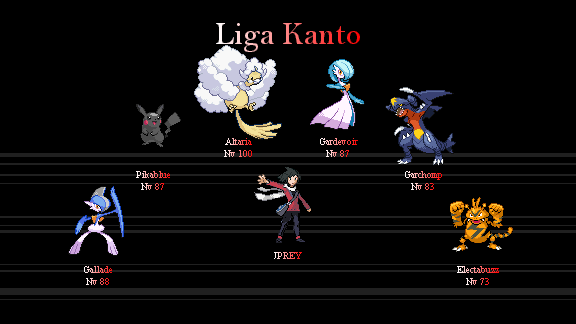 Liga Kanto
Altaria
Nv 100
Gardevoir
Nv 87
Pikablue
Nv 87
Garchomp
Nv 83
Gallade
Nv 88
JPREY
Electabuzz
Nv 73